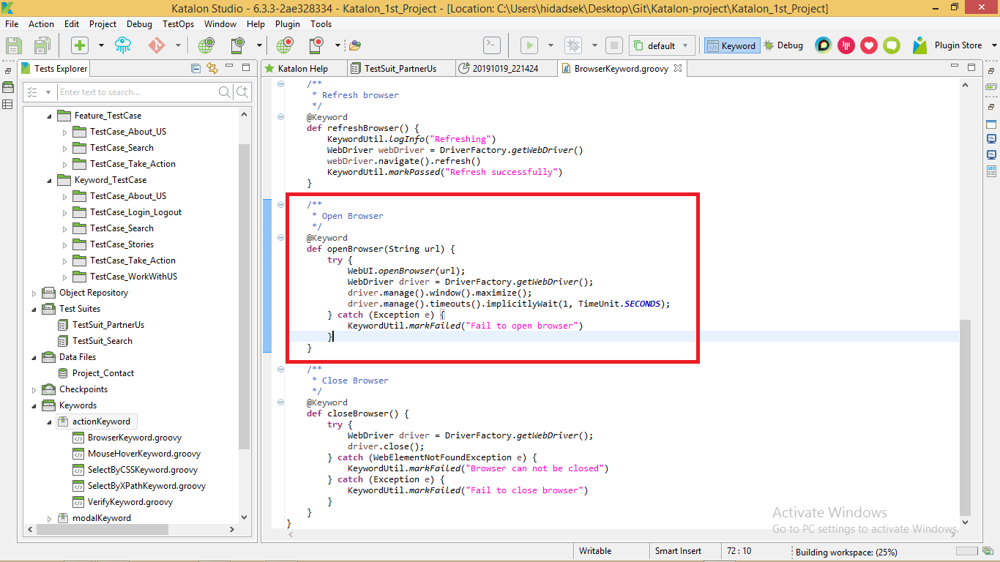 Katalon Studio - 6.3.3-2ae328334 - Katalon_1st_Project - [Location: C:\Users\hidadsek\Desktop\Git\Katalon-project\Katalon_1st_Project]
File Action Edit Project Debug TestOps Window Help Plugin Tools
default Keyword Debug Plugin Store
Tests Explorer
Enter text to search...
Feature_TestCase
TestCase_About_US
TestCase_Search
TestCase_Take_Action
Keyword_TestCase
TestCase_About_US
TestCase_Login_Logout
TestCase_Search
TestCase_Stories
TestCase_Take_Action
TestCase_WorkWithUS
Object Repository
Test Suites
TestSuit_PartnerUs
TestSuit_Search
Data Files
Project_Contact
Checkpoints
Keywords
actionKeyword
BrowserKeyword.groovy
MouseHoverKeyword.groovy
SelectByCSSKeyword.groovy
SelectByXPathKeyword.groovy
VerifyKeyword.groovy
modalKeyword
Katalon Help TestSuit_PartnerUs 20191019_221424 BrowserKeyword.groovy
/**
* Refresh browser
*/
@Keyword
def refreshBrowser() {
KeywordUtil.logInfo("Refreshing")
WebDriver webDriver = DriverFactory.getWebDriver()
webDriver.navigate().refresh()
KeywordUtil.markPassed("Refresh successfully")
}
/**
* Open Browser
*/
@Keyword
def openBrowser(String url) {
try {
WebUI.openBrowser(url);
WebDriver driver = DriverFactory.getWebDriver();
driver.manage().window().maximize();
driver.manage().timeouts().implicitlyWait(1, TimeUnit.SECONDS);
} catch (Exception e) {
KeywordUtil.markFailed("Fail to open browser")
}
}
/**
* Close Browser
*/
@Keyword
def closeBrowser() {
try {
WebDriver driver = DriverFactory.getWebDriver();
driver.close();
} catch (WebElementNotFoundException e) {
KeywordUtil.markFailed("Browser can not be closed")
} catch (Exception e) {
KeywordUtil.markFailed("Fail to close browser")
}
}
}
Activate Windows
Go to PC settings to activate Windows.
Writable Smart Insert 72 : 10 Building workspace: (25%)